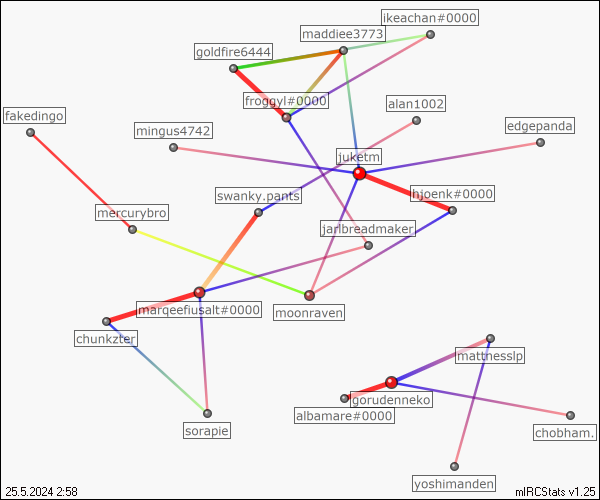 ikeachan#0000
maddiee3773
goldfire6444
froggyl#0000
alan1002
fakedingo
mingus4742
edgepanda
juketm
swanky.pants
hjoenk#0000
mercurybro
jarlbreadmaker
marqeefiusalt#0000
moonraven
chunkzter
mattnesslp
gorudenneko
albamare#0000
sorapie
chobham.
yoshimanden
25.5.2024 2:58
mIRCStats v1.25